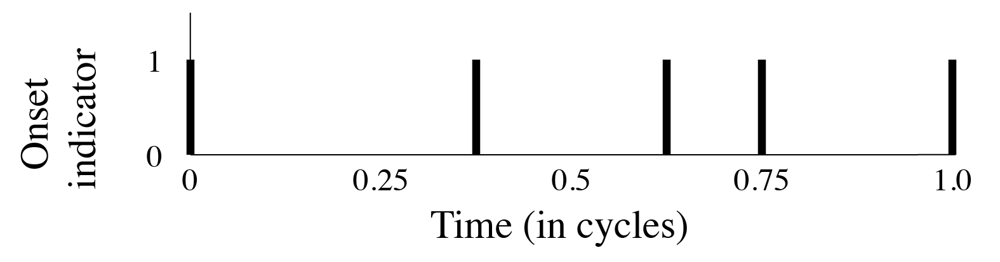 Onset
indicator
1
0
0 0.25 0.5 0.75 1.0
Time (in cycles)